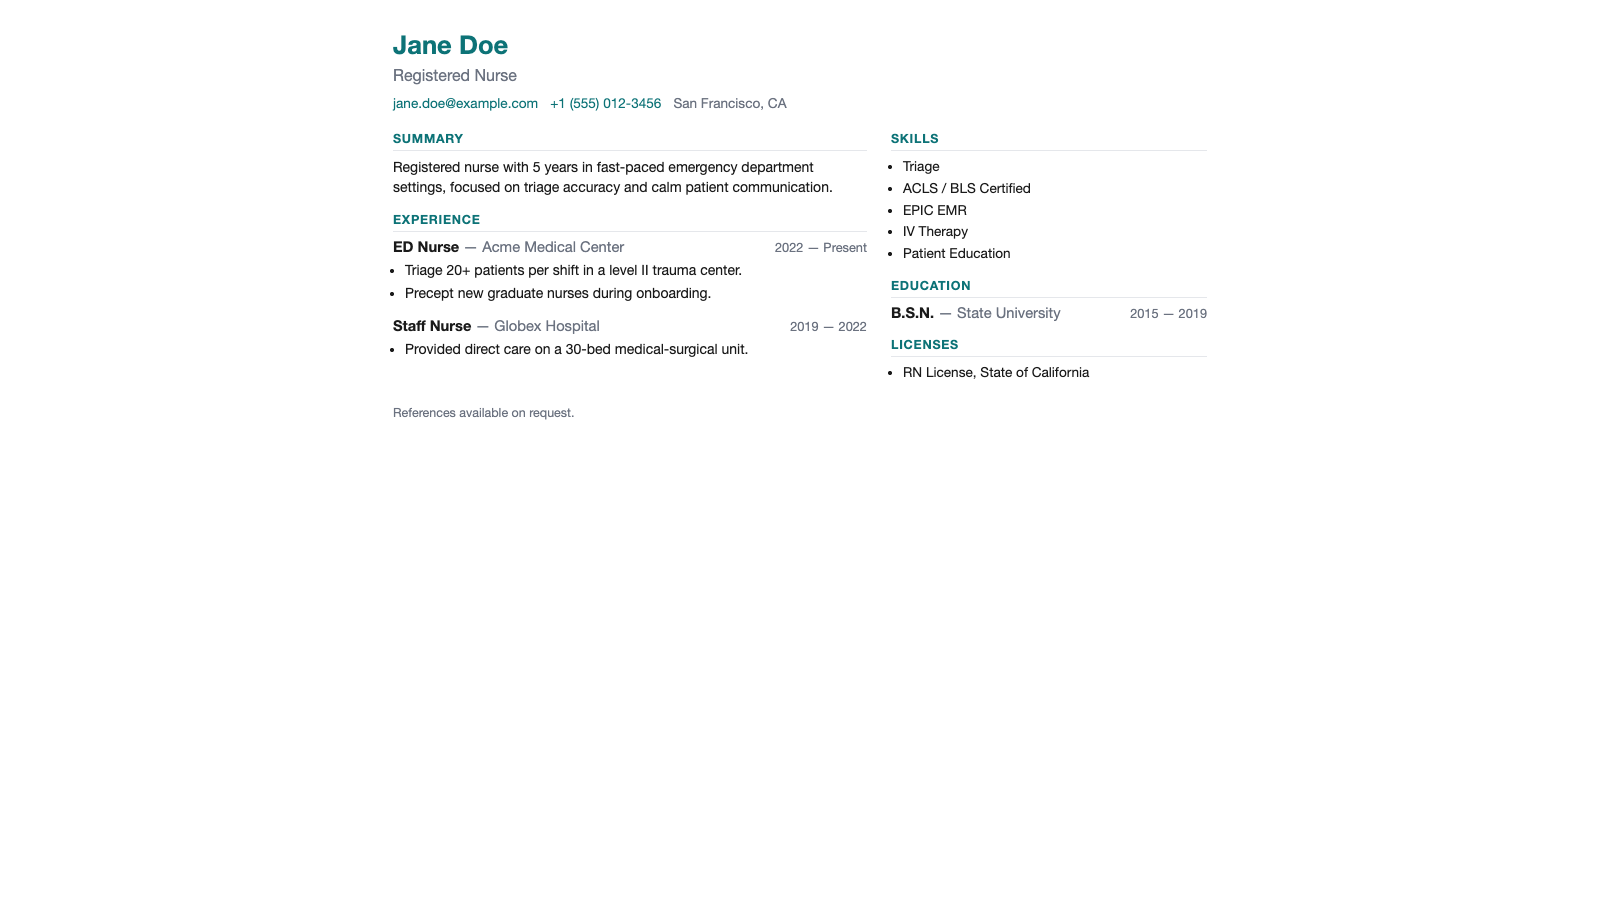 Jane Doe
Registered Nurse
jane.doe@example.com +1 (555) 012-3456 San Francisco, CA
SUMMARY
Registered nurse with 5 years in fast-paced emergency department
settings, focused on triage accuracy and calm patient communication.
EXPERIENCE
ED Nurse — Acme Medical Center 2022 — Present
• Triage 20+ patients per shift in a level II trauma center.
• Precept new graduate nurses during onboarding.
Staff Nurse — Globex Hospital 2019 — 2022
• Provided direct care on a 30-bed medical-surgical unit.
SKILLS
• Triage
• ACLS / BLS Certified
• EPIC EMR
• IV Therapy
• Patient Education
EDUCATION
B.S.N. — State University 2015 — 2019
LICENSES
• RN License, State of California
References available on request.